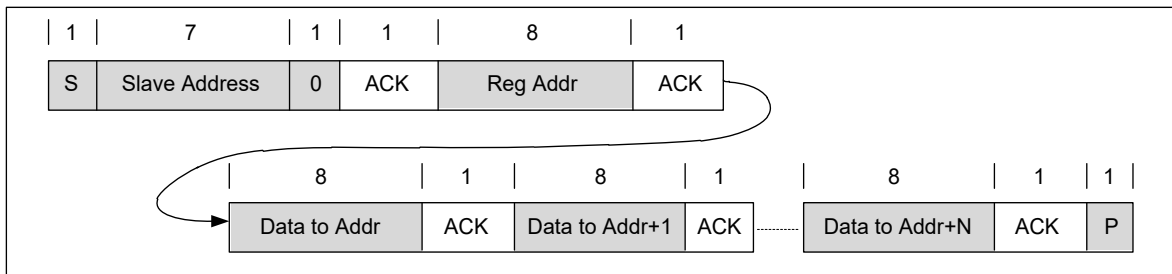 1 7 1 1 8 1
S Slave Address 0 ACK Reg Addr ACK
8 1 8 1 8 1 1
Data to Addr ACK Data to Addr+1 ACK Data to Addr+N ACK P